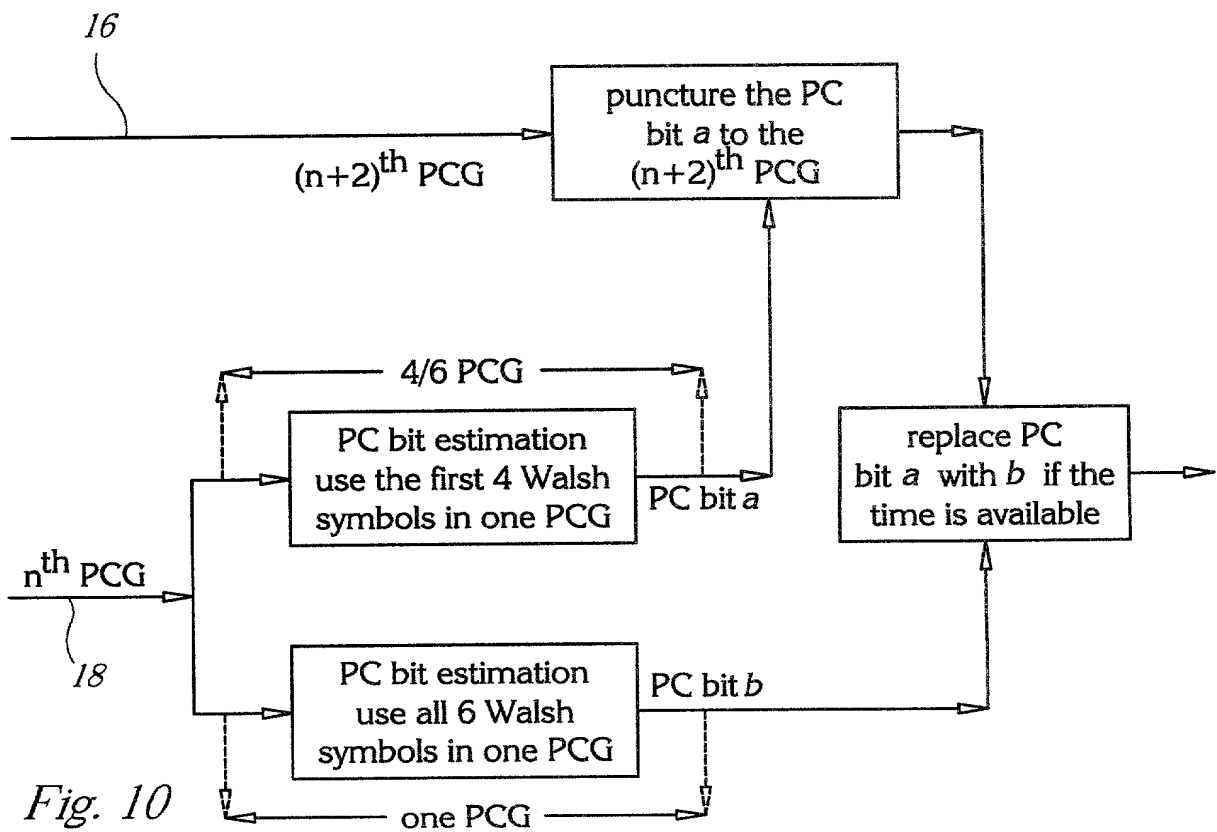 16
puncture the PC
bit a to the
(n+2)th PCG
(n+2)th PCG
4/6 PCG
PC bit estimation
use the first 4 Walsh
symbols in one PCG
PC bit a
replace PC
bit a with b if the
time is available
nth PCG
18
PC bit estimation
use all 6 Walsh
symbols in one PCG
PC bit b
one PCG
Fig. 10